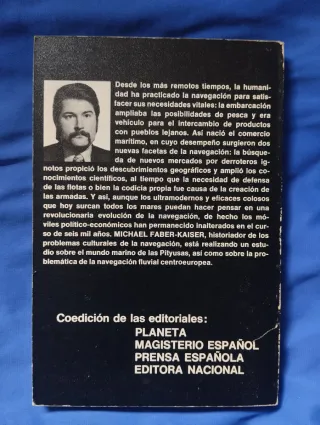 Desde los más remotos tiempos, la humani-
dad ha practicado la navegación para satis-
facer sus necesidades vitales: la embarcación
ampliaba las posibilidades de pesca y era
vehículo para el intercambio de productos
con pueblos lejanos. Así nació el comercio
marítimo, en cuyo desempeño surgieron dos
nuevas facetas de la navegación: la búsque-
da de nuevos mercados por derroteros ig-
notos propició los descubrimientos geográficos y amplió los co-
nocimientos científicos, al tiempo que la necesidad de defensa
de las flotas o bien la codicia propia fue causa de la creación de
las armadas. Y así, aunque los ultramodernos y eficaces colosos
que hoy surcan todos los mares puedan hacer pensar en una
revolucionaria evolución de la navegación, de hecho los mó-
viles político-económicos han permanecido inalterados en el cur-
so de seis mil años. MICHAEL FABER-KAISER, historiador de los
problemas culturales de la navegación, está realizando un estu-
dio sobre el mundo marino de las Pityusas, así como sobre la pro-
blemática de la navegación fluvial centroeuropea.
Coedición de las editoriales:
PLANETA
MAGISTERIO ESPAÑOL
PRENSA ESPAÑOLA
EDITORA NACIONAL